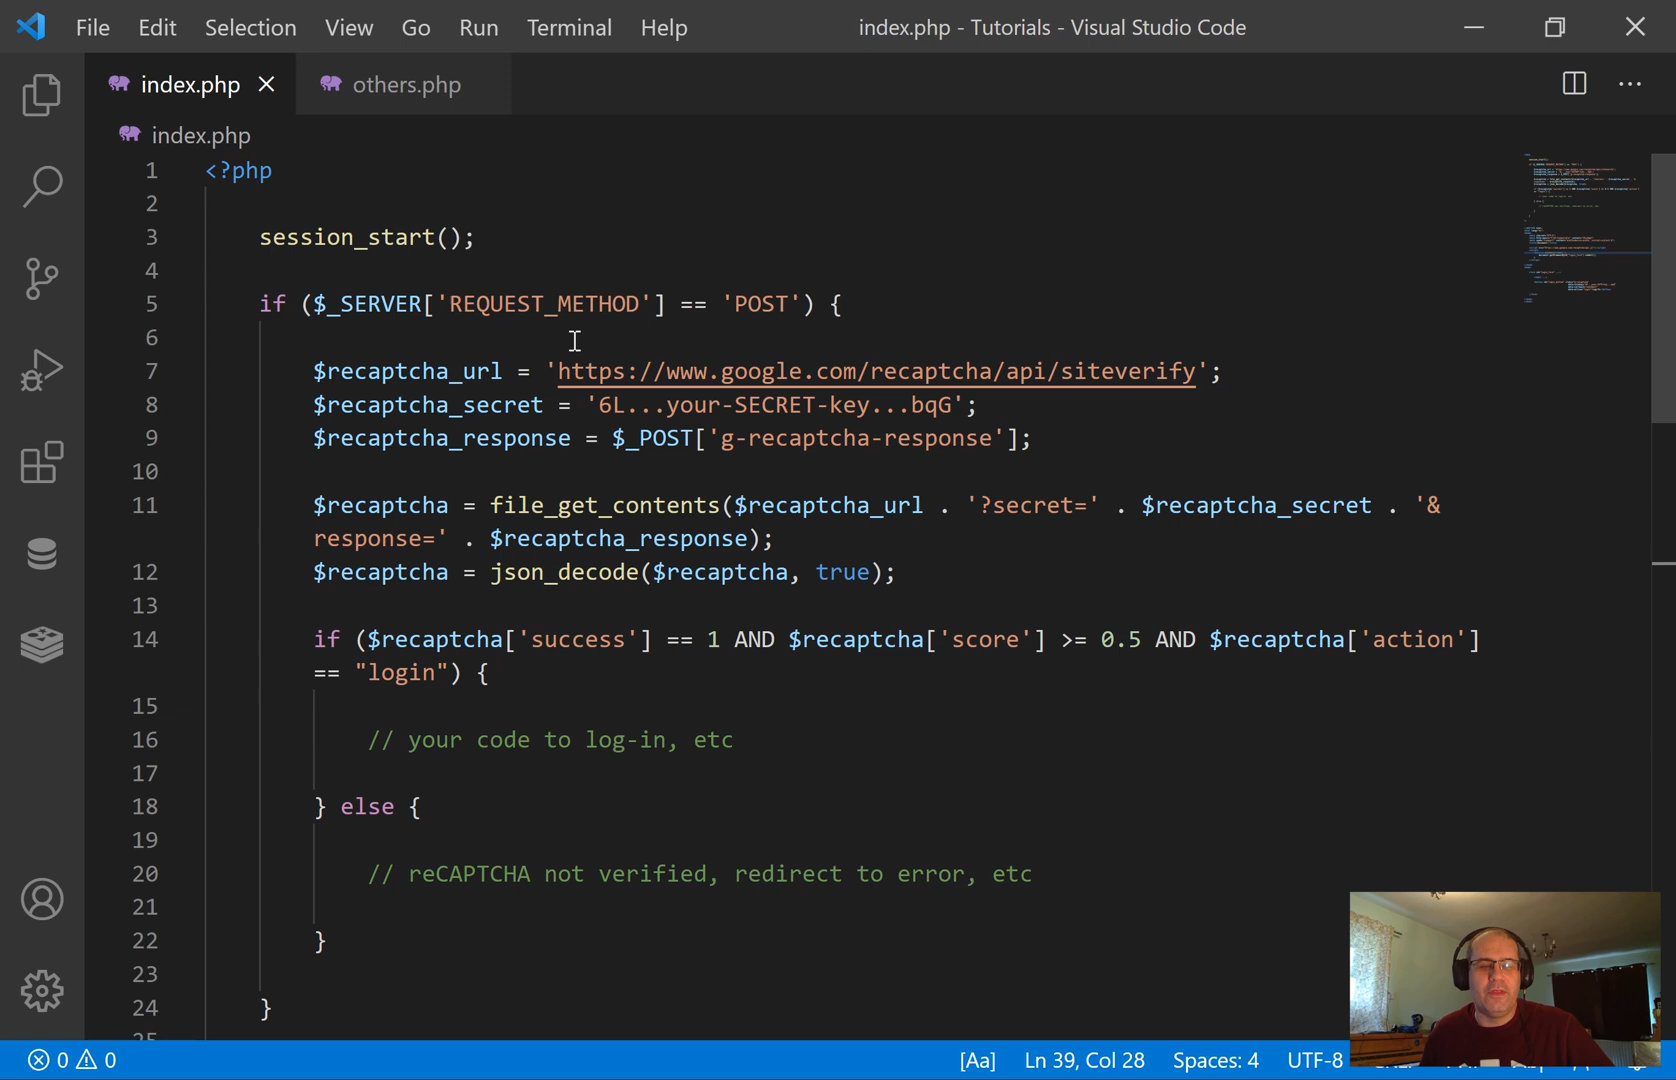 File Edit Selection View Go Run Terminal Help index.php - Tutorials - Visual Studio Code
index.php others.php
index.php
1 <?php
2
3 session_start();
4
5 if ($_SERVER['REQUEST_METHOD'] == 'POST') {
6
7 $recaptcha_url = 'https://www.google.com/recaptcha/api/siteverify';
8 $recaptcha_secret = '6L...your-SECRET-key...bqG';
9 $recaptcha_response = $_POST['g-recaptcha-response'];
10
11 $recaptcha = file_get_contents($recaptcha_url . '?secret=' . $recaptcha_secret . '&
response=' . $recaptcha_response);
12 $recaptcha = json_decode($recaptcha, true);
13
14 if ($recaptcha['success'] == 1 AND $recaptcha['score'] >= 0.5 AND $recaptcha['action']
== "login") {
15
16 // your code to log-in, etc
17
18 } else {
19
20 // reCAPTCHA not verified, redirect to error, etc
21
22 }
23
24 }
0 0 [Aa] Ln 39, Col 28 Spaces: 4 UTF-8